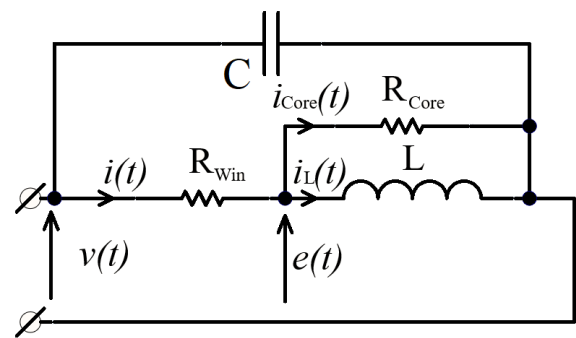 C
i_Core(t)
R_Core
i(t)
R_Win
i_L(t)
L
v(t)
e(t)